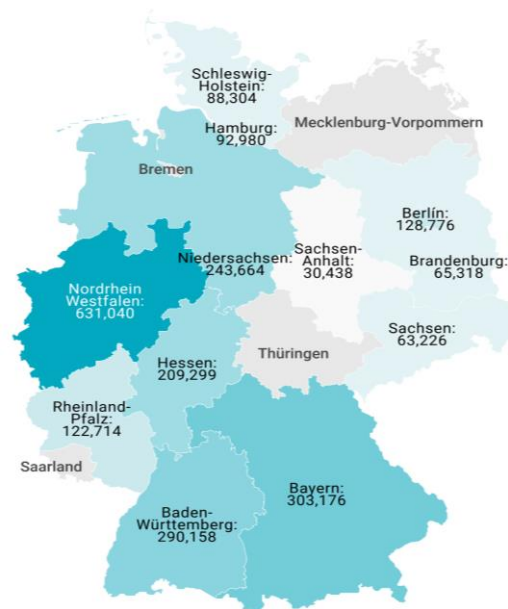 Schleswig-
Holstein:
88,304
Mecklenburg-Vorpommern
Hamburg:
92,980
Bremen
Berlín:
128,776
Niedersachsen:
243,664
Sachsen-
Anhalt:
30,438
Brandenburg:
65,318
Nordrhein
Westfalen:
631,040
Sachsen:
63,226
Hessen:
209,299
Thüringen
Rheinland-
Pfalz:
122,714
Saarland
Bayern:
303,176
Baden-
Württemberg:
290,158